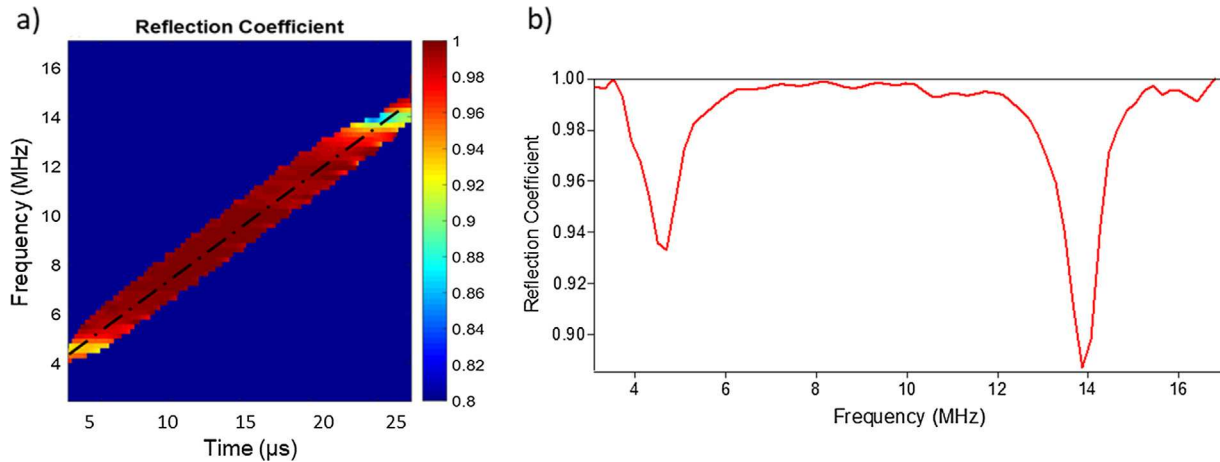 a)
Reflection Coefficient
Frequency (MHz)
16
14
12
10
8
6
4
5 10 15 20 25
Time (µs)
1
0.98
0.96
0.94
0.92
0.9
0.88
0.86
0.84
0.82
0.8
b)
Reflection Coefficient
1.00
0.98
0.96
0.94
0.92
0.90
4 6 8 10 12 14 16
Frequency (MHz)